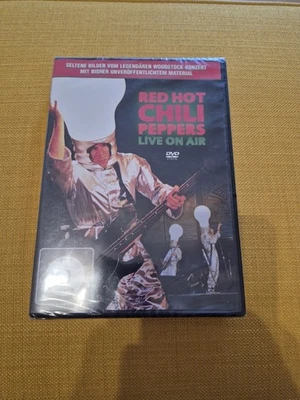 SELTENE BILDER VOM LEGENDÄREN WOODSTOCK-KONZERT
MIT BISHER UNVERÖFFENTLICHTEM MATERIAL
RED HOT
CHILI
PEPPERS
LIVE ON AIR
DVD